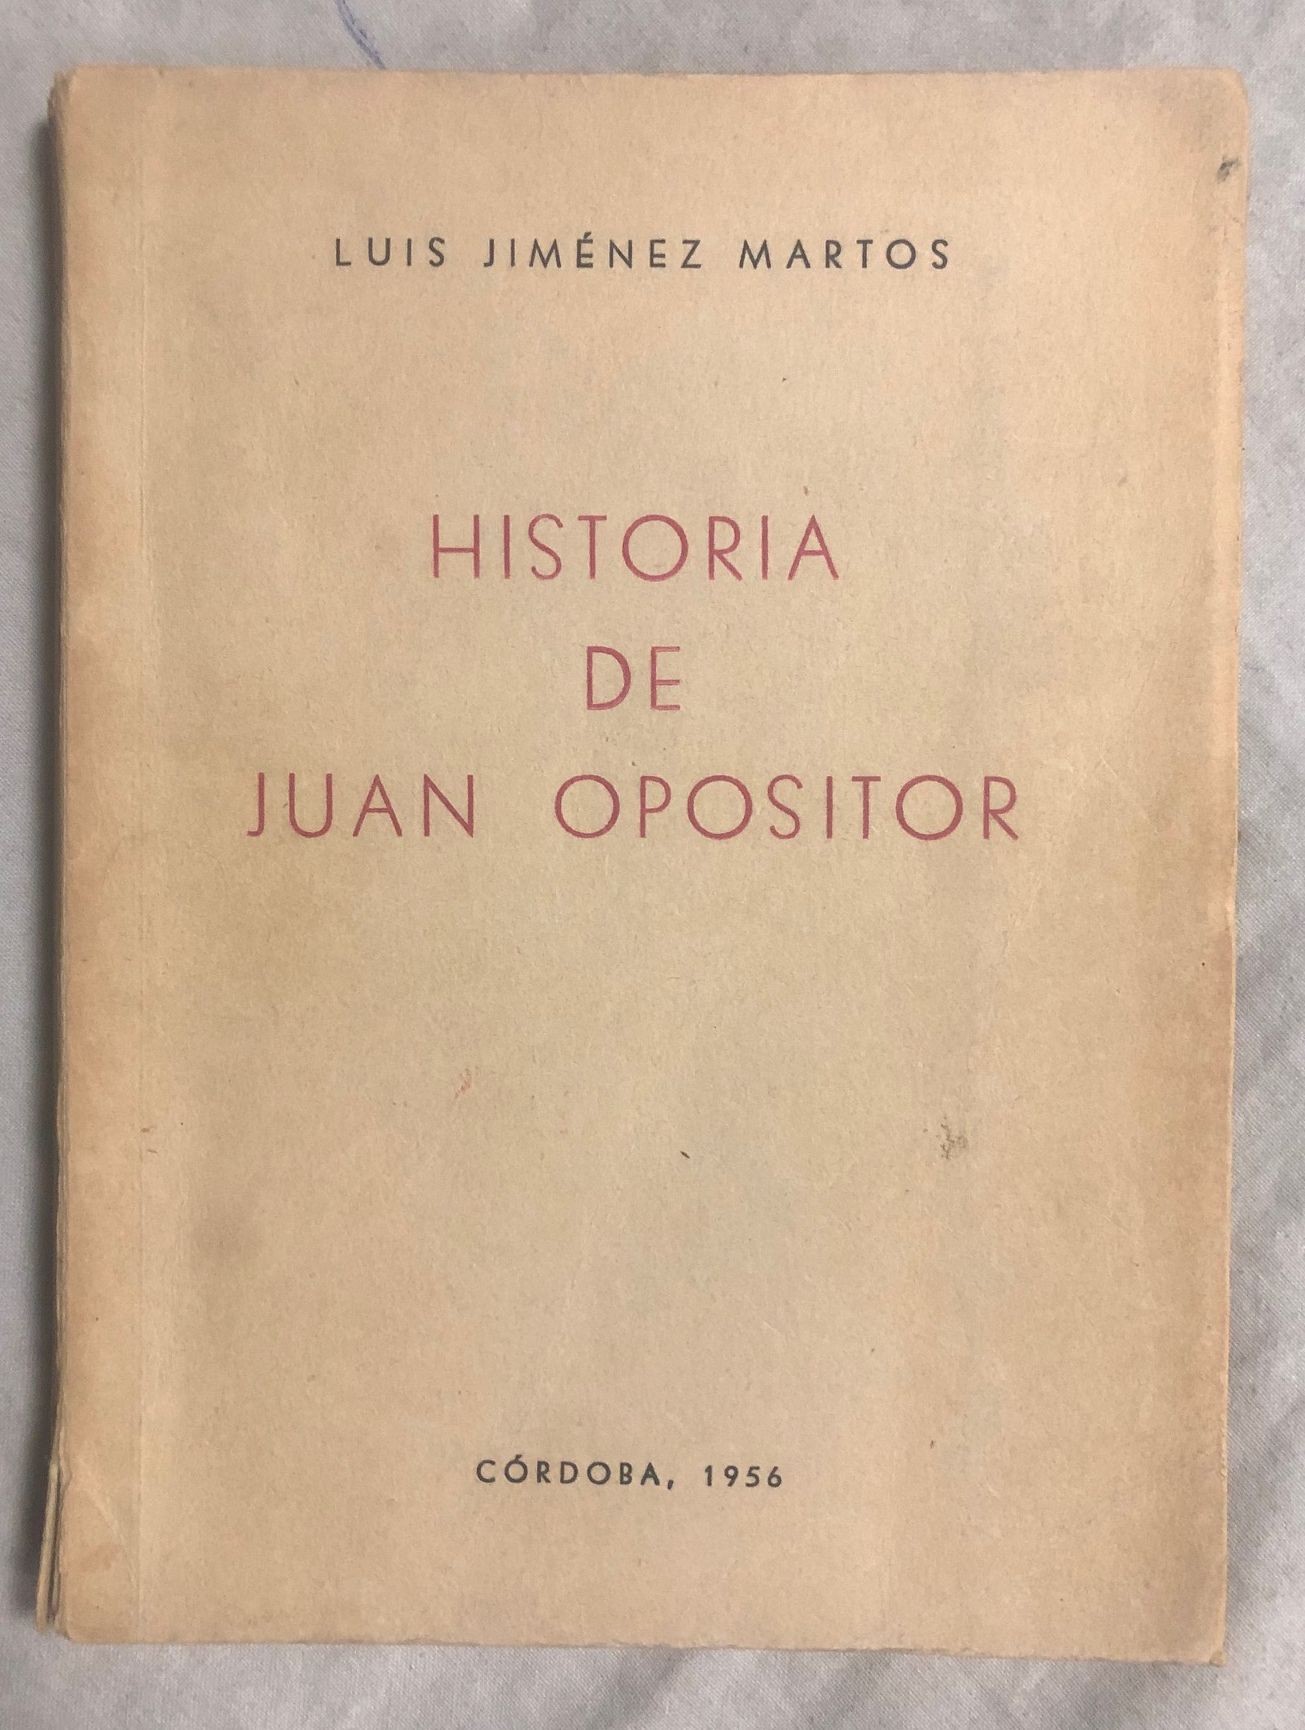 LUIS JIMÉNEZ MARTOS
HISTORIA
DE
JUAN OPOSITOR
CÓRDOBA, 1956